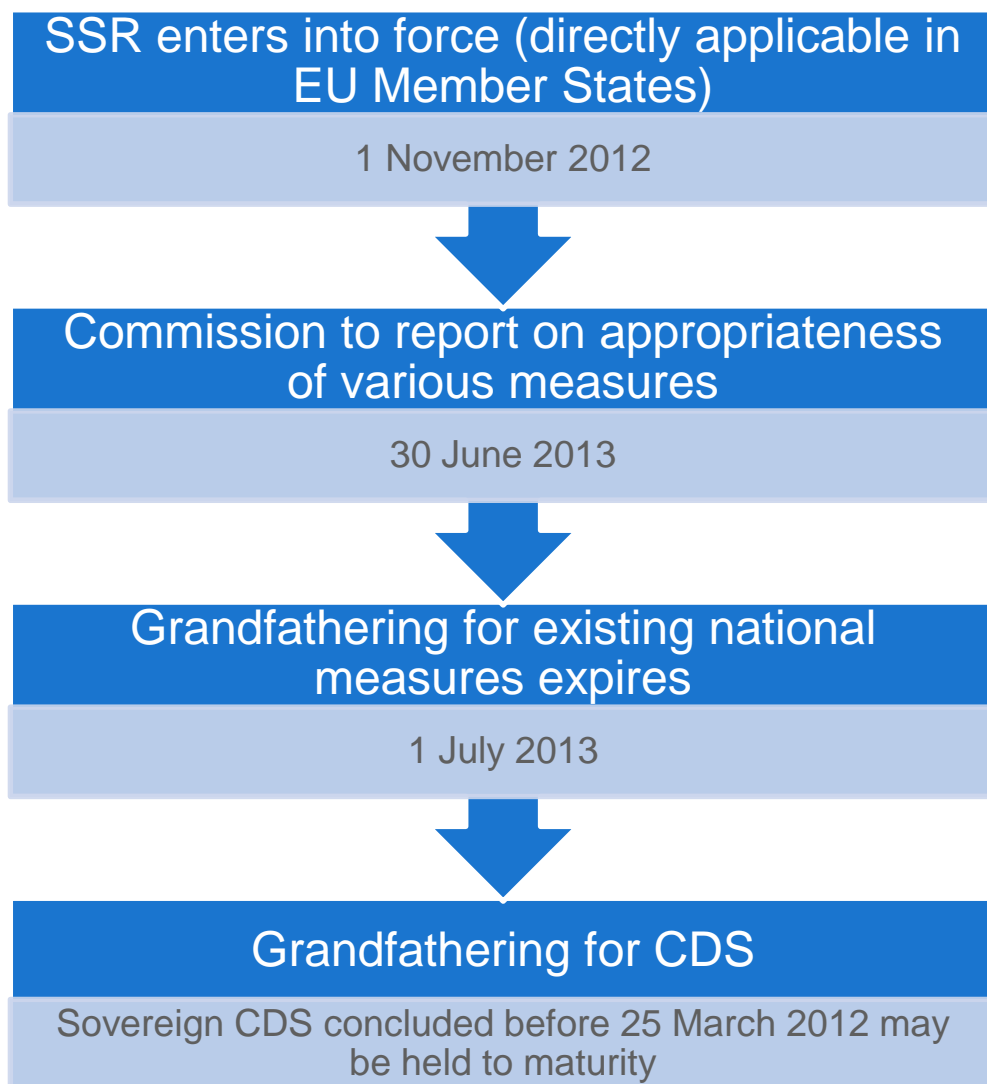 SSR enters into force (directly applicable in
EU Member States)
1 November 2012
Commission to report on appropriateness
of various measures
30 June 2013
Grandfathering for existing national
measures expires
1 July 2013
Grandfathering for CDS
Sovereign CDS concluded before 25 March 2012 may
be held to maturity